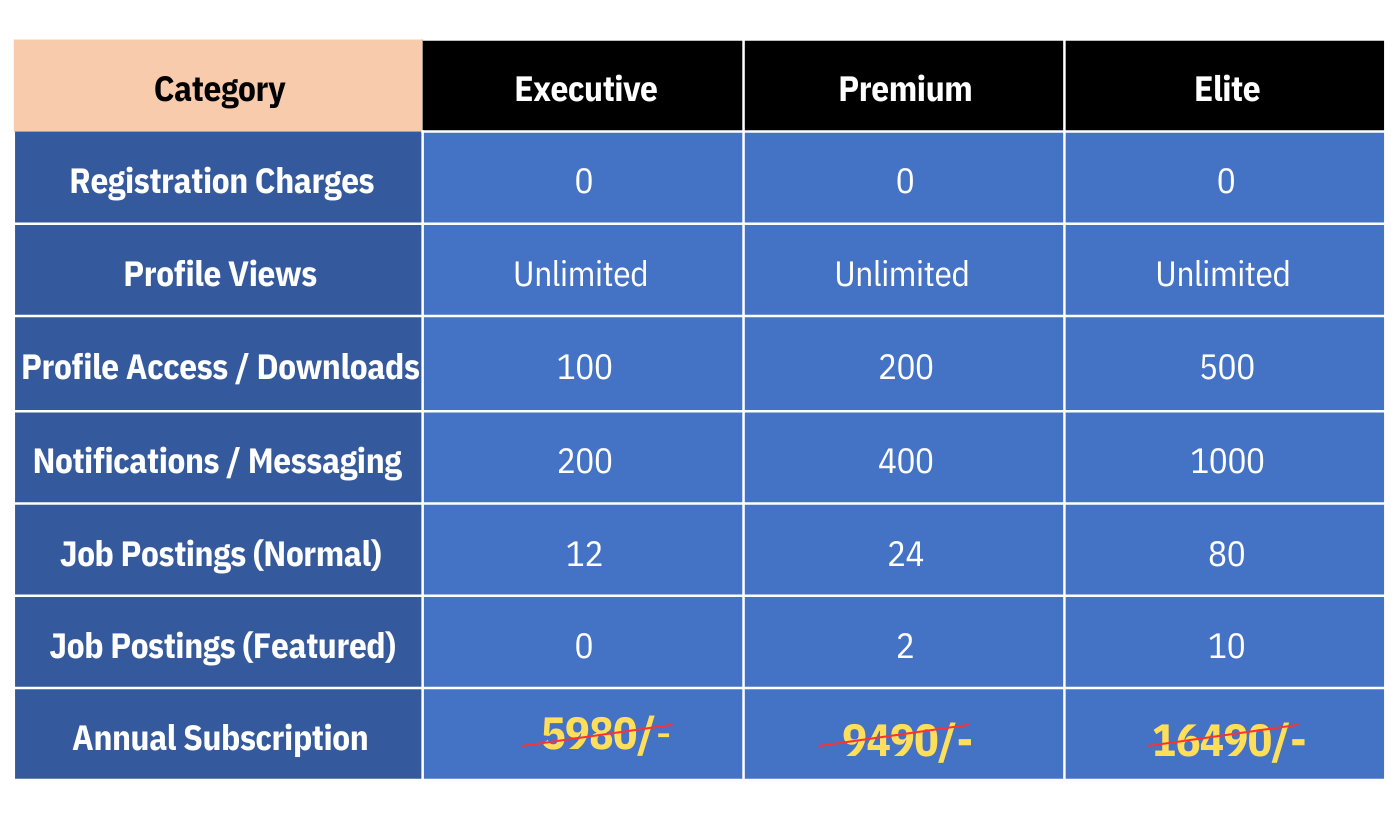 Category Executive Premium Elite
Registration Charges 0 0 0
Profile Views Unlimited Unlimited Unlimited
Profile Access / Downloads 100 200 500
Notifications / Messaging 200 400 1000
Job Postings (Normal) 12 24 80
Job Postings (Featured) 0 2 10
Annual Subscription 5980/- 9490/- 16490/-